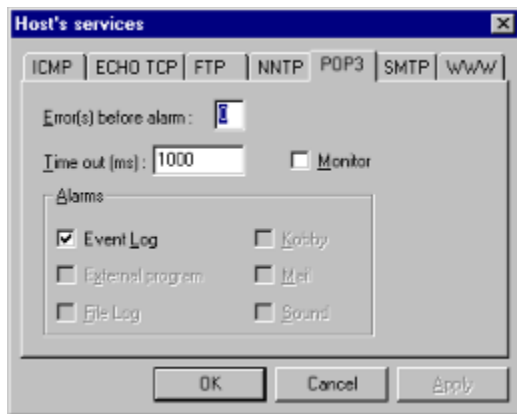 Host's services
ICMP ECHO TCP FTP NNTP POP3 SMTP WWW
Error(s) before alarm : 0
Time out (ms) : 1000 Monitor
Alarms
Event Log Kobby
External program Mail
File Log Sound
OK Cancel Apply